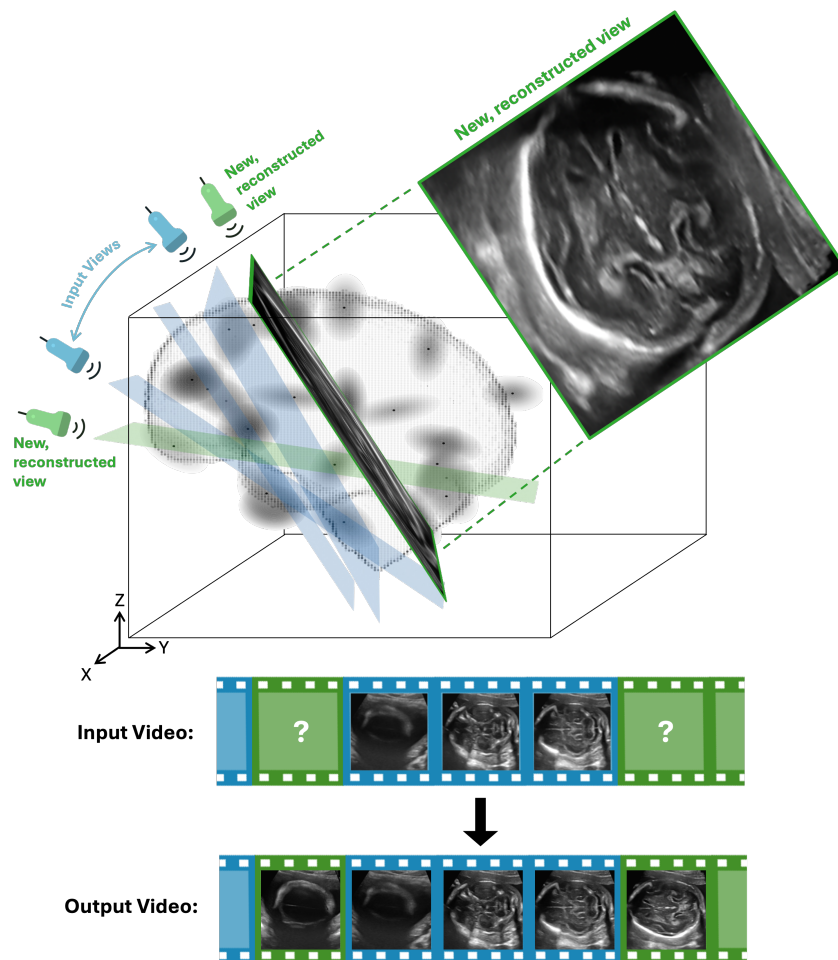 New, reconstructed view
New,
reconstructed
view
Input Views
New,
reconstructed
view
Z
Y
X
Input Video:
?
?
Output Video: